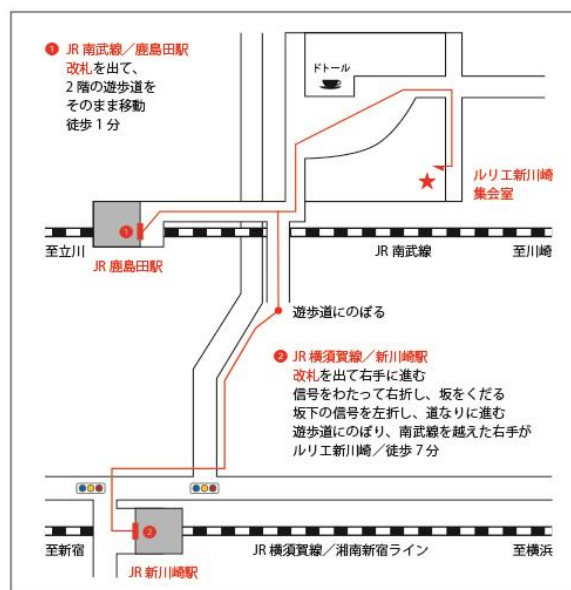 ❶ JR 南武線／鹿島田駅
改札を出て、
2 階の遊歩道を
そのまま移動
徒歩 1 分
ドトール
ルリエ新川崎
集会室
❶
至立川
JR 南武線
至川崎
JR 鹿島田駅
遊歩道にのぼる
❷ JR 横須賀線／新川崎駅
改札を出て右手に進む
信号をわたって右折し、坂をくだる
坂下の信号を左折し、道なりに進む
遊歩道にのぼり、南武線を越えた右手が
ルリエ新川崎／徒歩 7 分
❷
至新宿
JR 横須賀線／湘南新宿ライン
至横浜
JR 新川崎駅